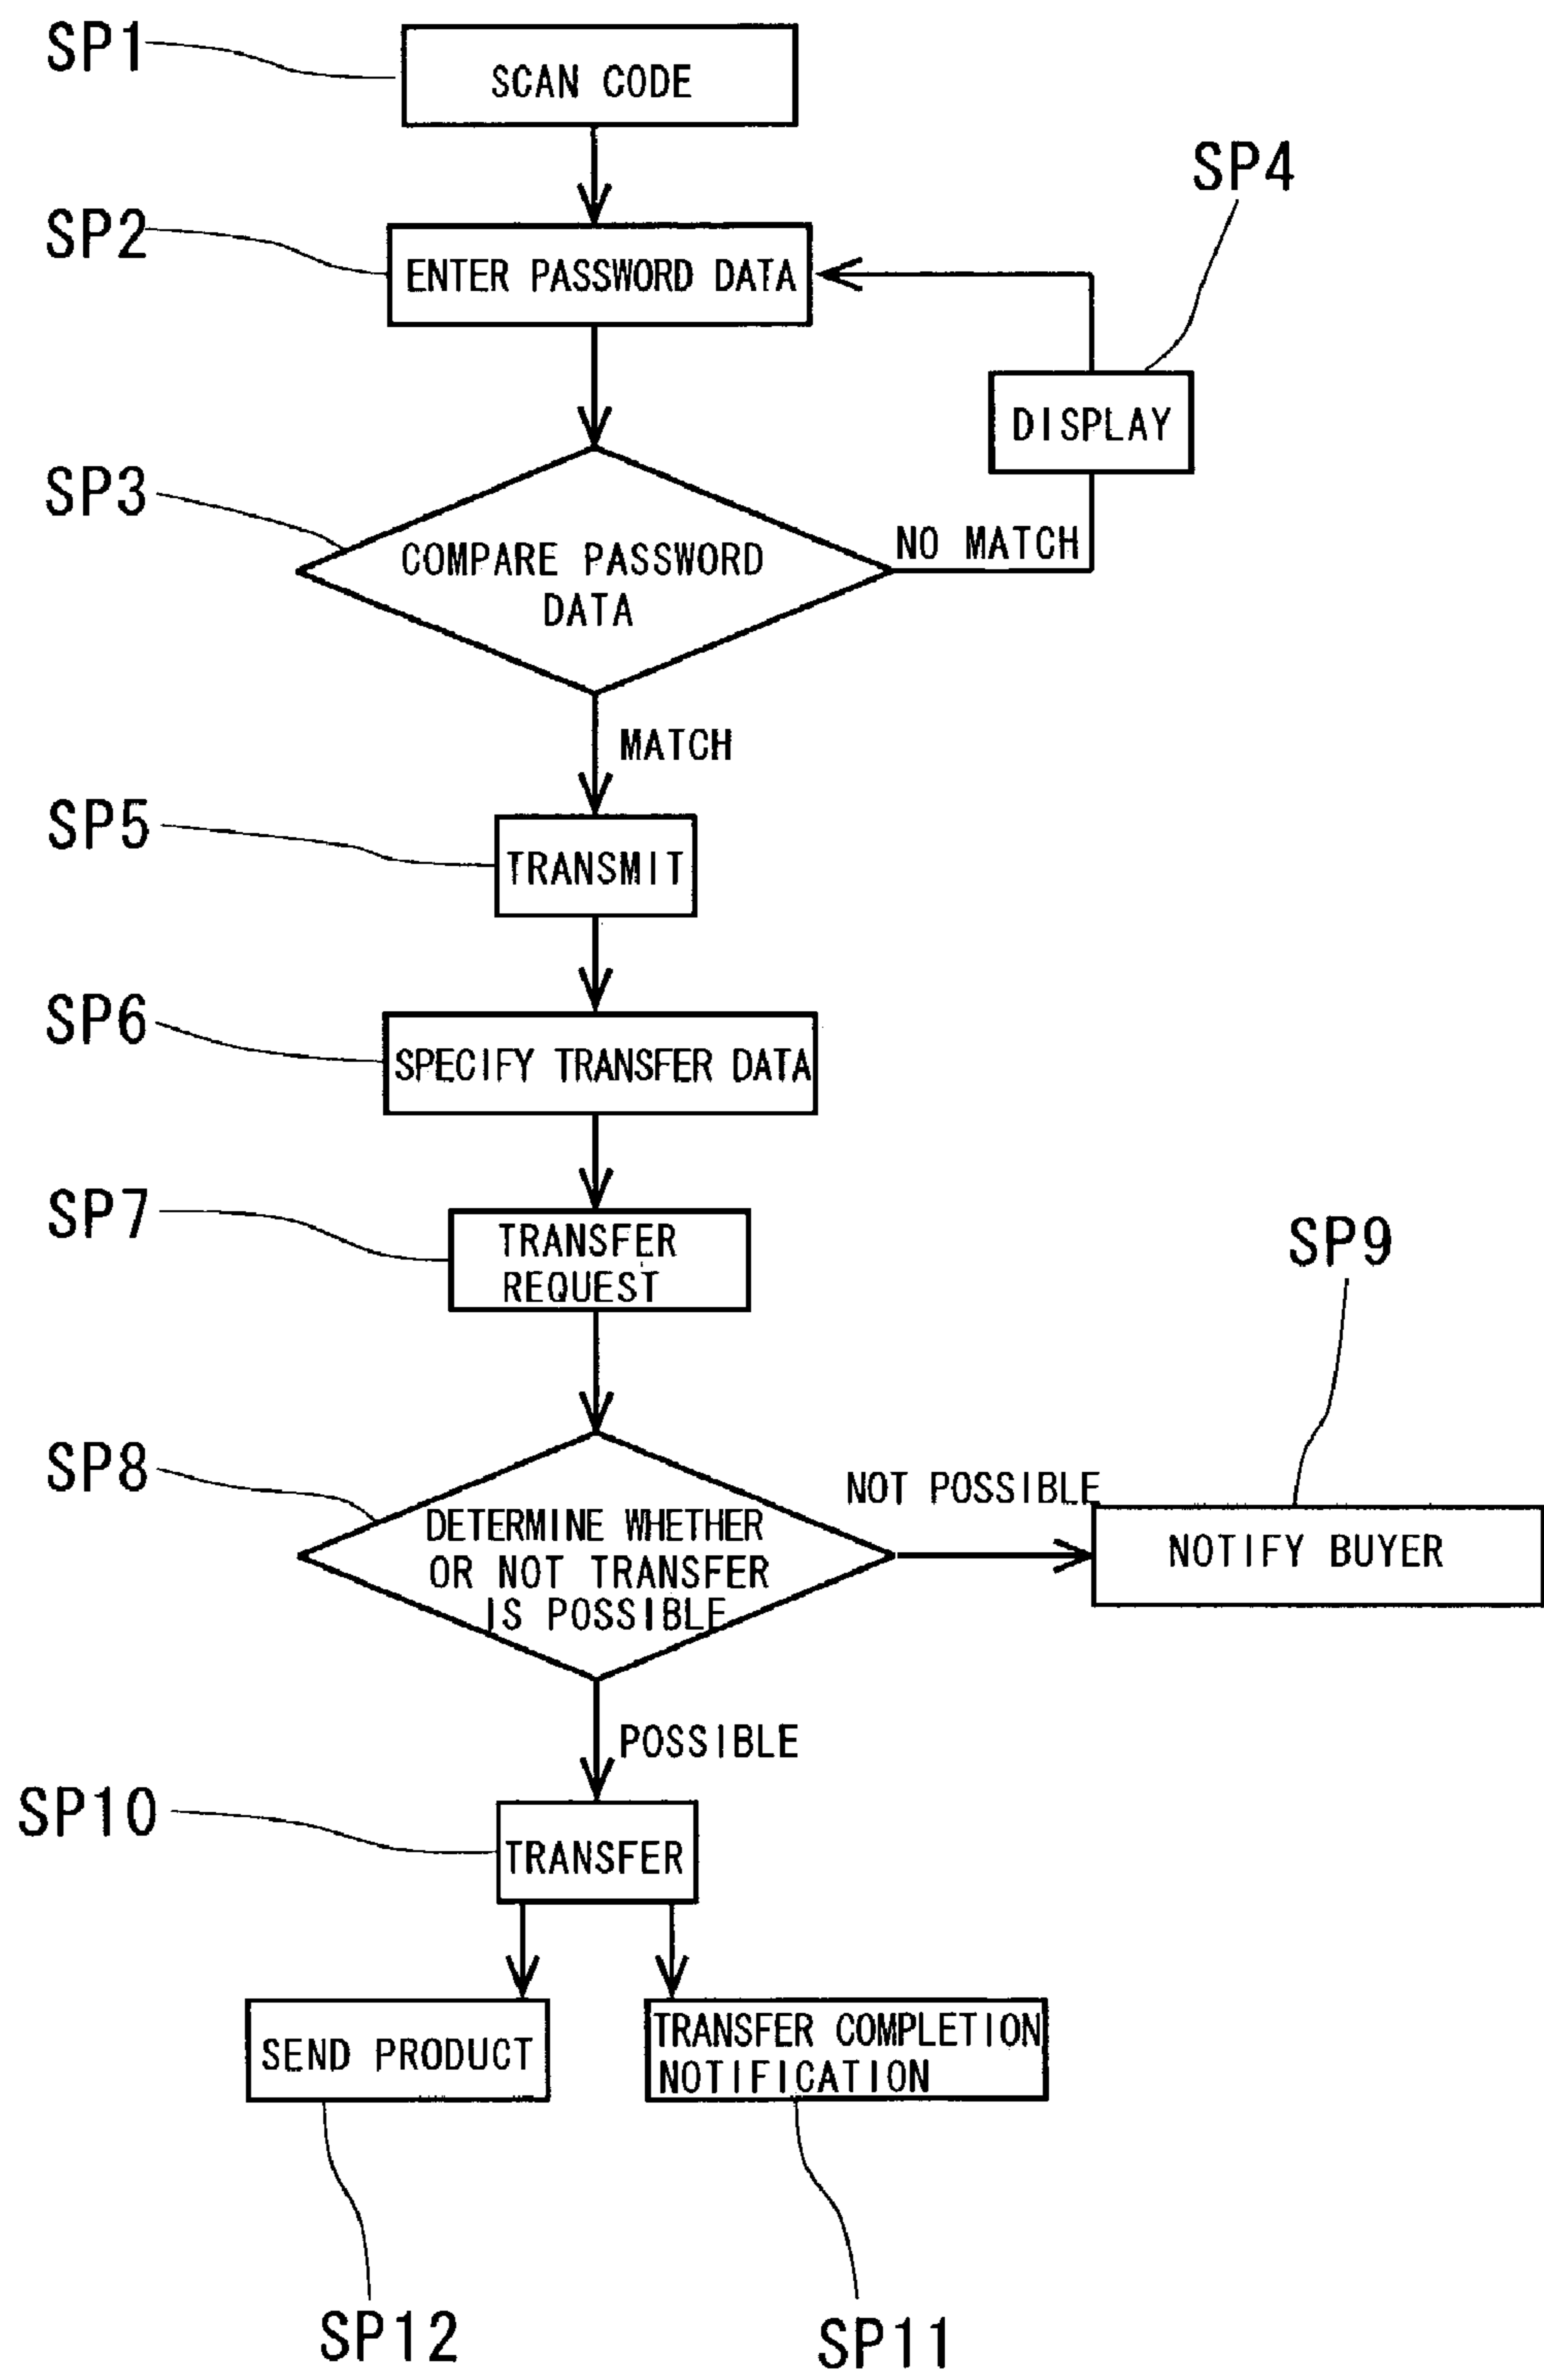 SP1
SCAN CODE
SP4
SP2
ENTER PASSWORD DATA
DISPLAY
SP3
NO MATCH
COMPARE PASSWORD
DATA
MATCH
SP5
TRANSMIT
SP6
SPECIFY TRANSFER DATA
SP7
TRANSFER
REQUEST
SP9
SP8
NOT POSSIBLE
DETERMINE WHETHER
OR NOT TRANSFER
IS POSSIBLE
NOTIFY BUYER
POSSIBLE
SP10
TRANSFER
SEND PRODUCT
TRANSFER COMPLETION
NOTIFICATION
SP12
SP11